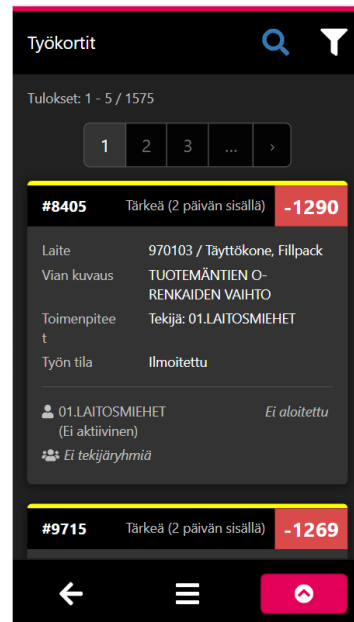 Työkortit
Tulokset: 1 - 5 / 1575
1 2 3 ... ›
#8405 Tärkeä (2 päivän sisällä) -1290
Laite 970103 / Täyttökone, Fillpack
Vian kuvaus TUOTEMÄNTIEN O-
RENKAIDEN VAIHTO
Toimenpitee Tekijä: 01.LAITOSMIEHET
t
Työn tila Ilmoitettu
01.LAITOSMIEHET Ei aloitettu
(Ei aktiivinen)
Ei tekijäryhmiä
#9715 Tärkeä (2 päivän sisällä) -1269